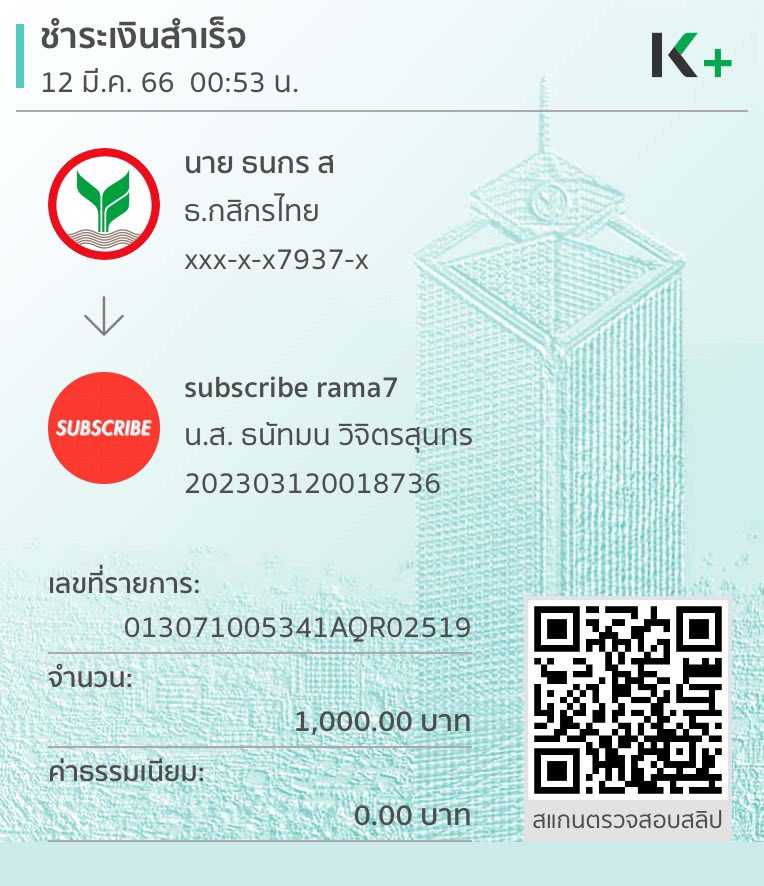 ชำระเงินสำเร็จ
12 มี.ค. 66 00:53 น.
K+
นาย ธนกร ส
ธ.กสิกรไทย
xxx-x-x7937-x
SUBSCRIBE
subscribe rama7
น.ส. ธนัทมน วิจิตรสุนทร
202303120018736
เลขที่รายการ:
013071005341AQR02519
จำนวน:
1,000.00 บาท
ค่าธรรมเนียม:
0.00 บาท
สแกนตรวจสอบสลิป